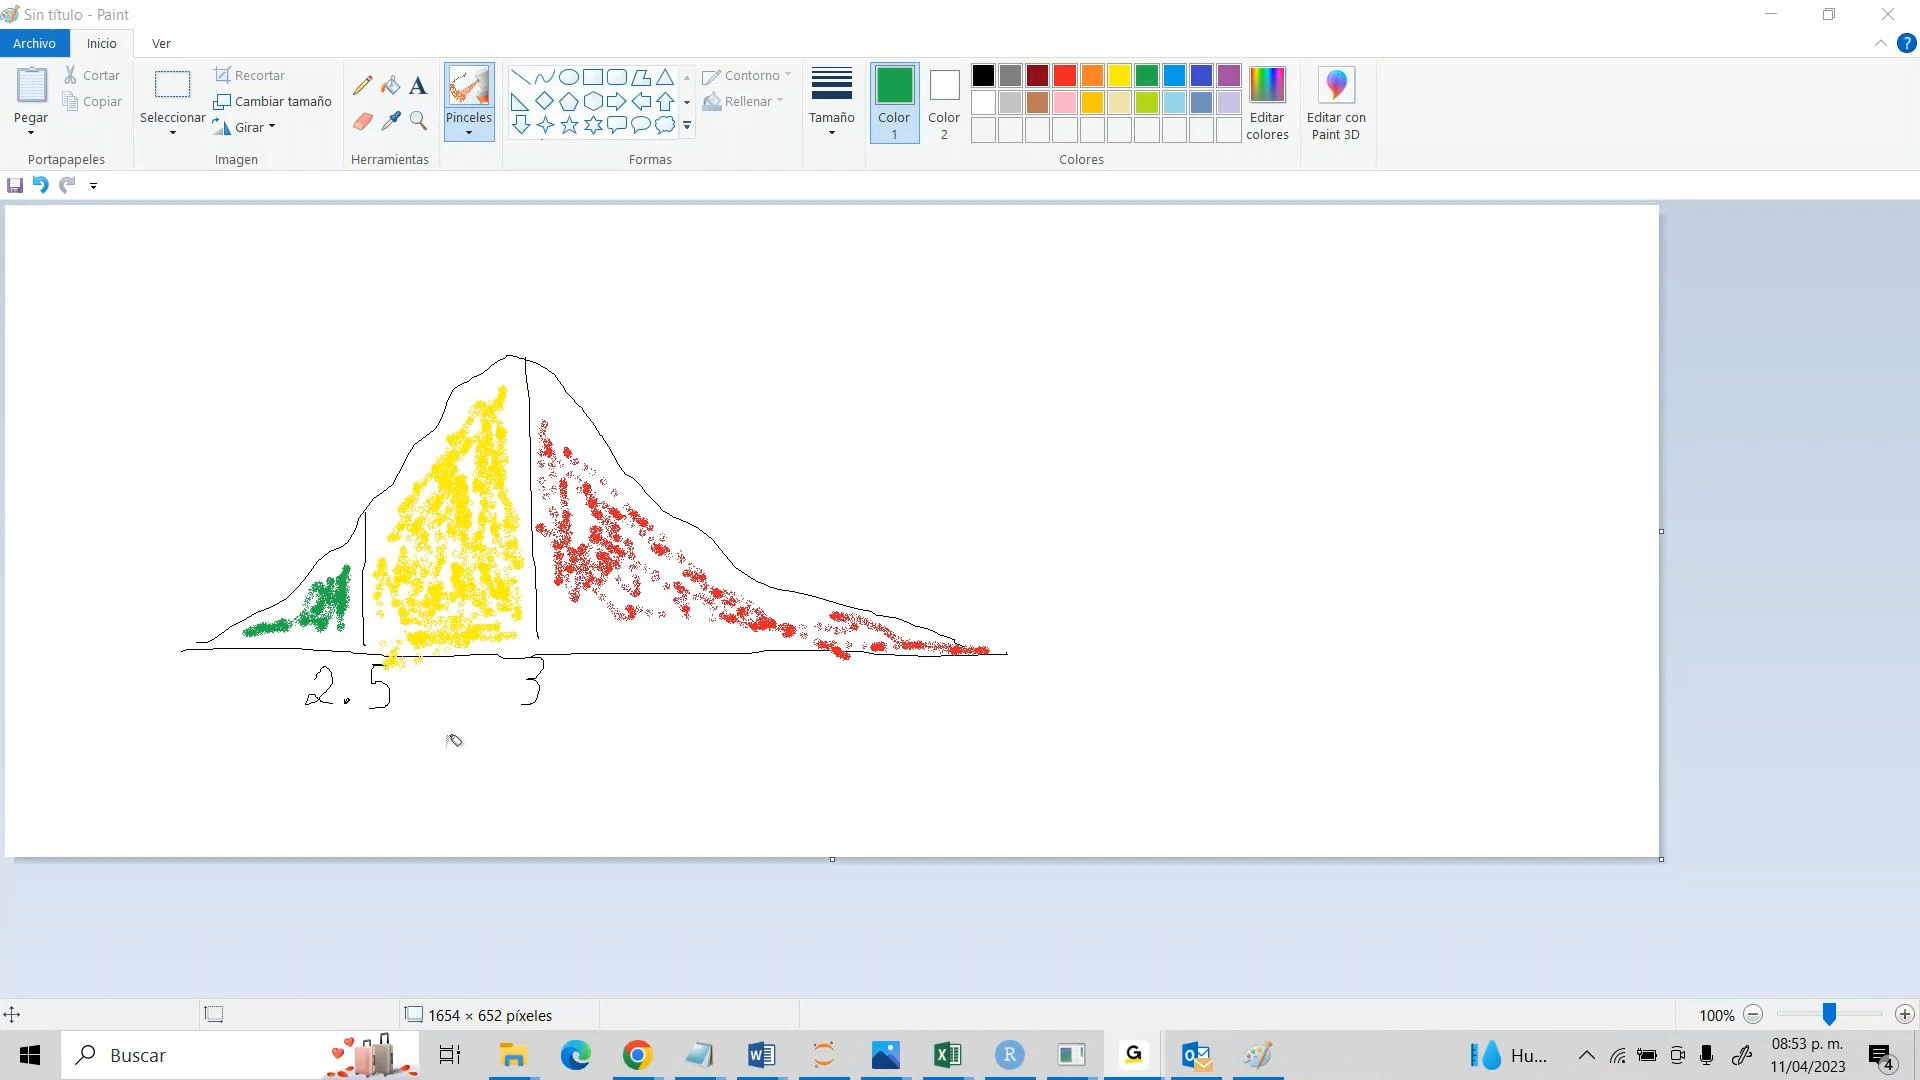 Sin título - Paint
Archivo Inicio Ver
Pegar
Cortar
Copiar
Portapapeles
Seleccionar
Recortar
Cambiar tamaño
Girar
Imagen
A
Herramientas
Pinceles
Contorno
Rellenar
Formas
Tamaño
Color 1
Color 2
Editar colores
Editar con Paint 3D
Colores
?
2.5 3
1654 × 652 píxeles
100%
Buscar
Hu...
08:53 p. m.
11/04/2023
4